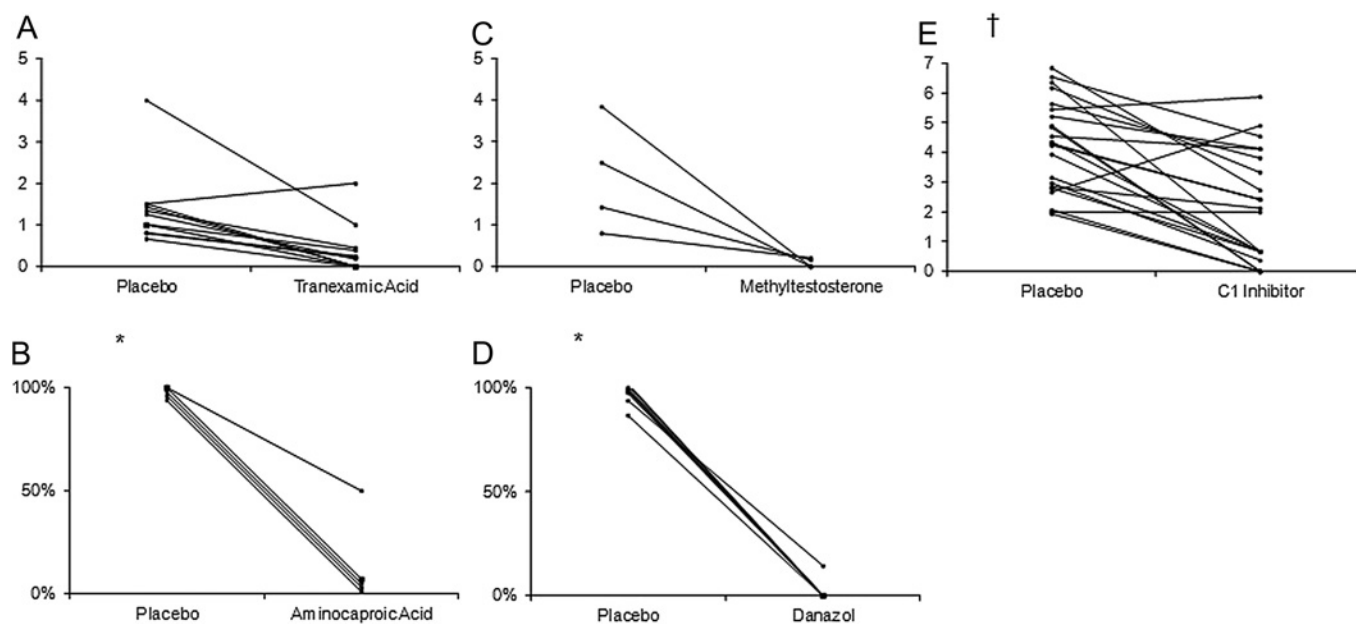 A
5
4
3
2
1
0
Placebo
Tranexamic Acid
C
5
4
3
2
1
0
Placebo
Methyltestosterone
E
†
7
6
5
4
3
2
1
0
Placebo
C1 Inhibitor
B
*
100%
50%
0%
Placebo
Aminocaproic Acid
D
*
100%
50%
0%
Placebo
Danazol